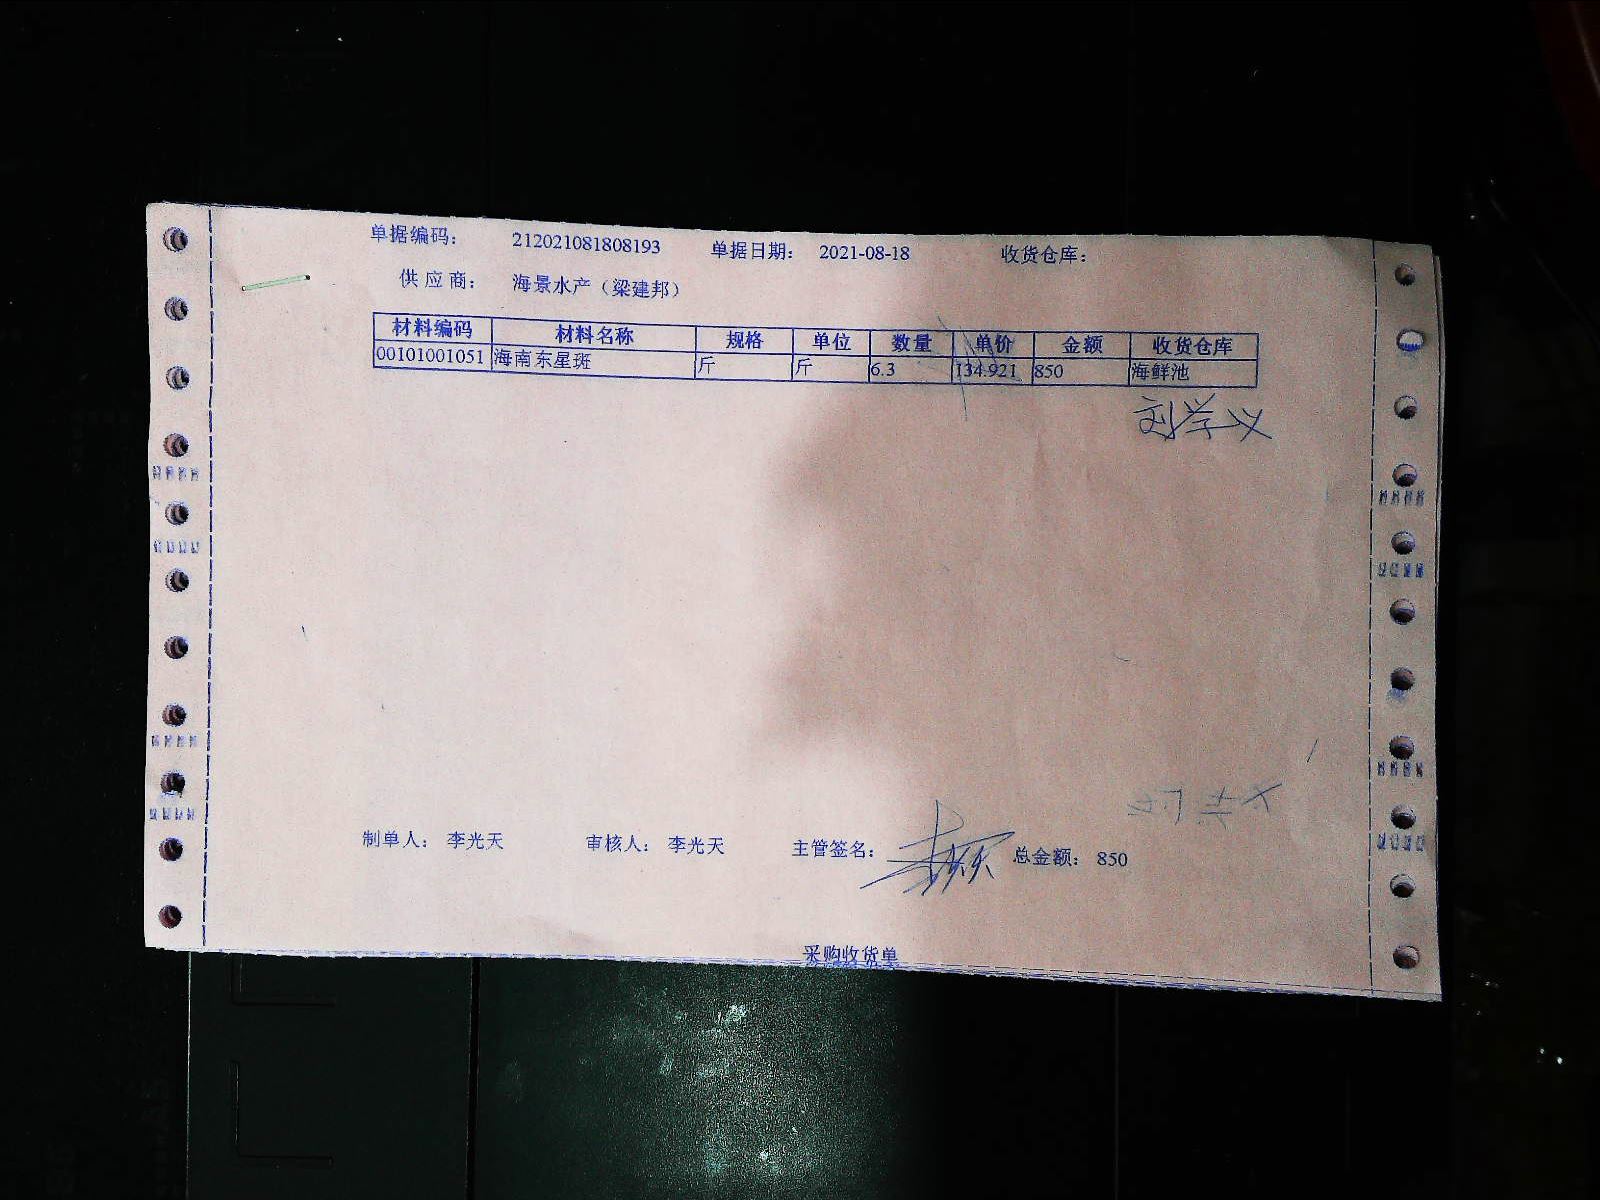 单据编码： 212021081808193 单据日期： 2021-08-18 收货仓库：
供应商： 海景水产（梁建邦）
材料编码 材料名称 规格 单位 数量 单价 金额 收货仓库
00101001051 海南东星斑 斤 斤 6.3 134.921 850 海鲜池
刘学义
制单人： 李光天 审核人： 李光天 主管签名： 总金额： 850
采购收货单